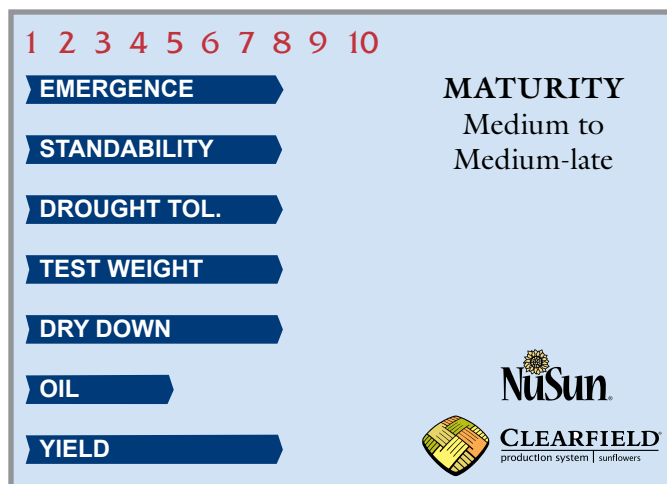 1 2 3 4 5 6 7 8 9 10
EMERGENCE
STANDABILITY
DROUGHT TOL.
TEST WEIGHT
DRY DOWN
OIL
YIELD
MATURITY
Medium to
Medium-late
NuSun®
CLEARFIELD®
production system | sunflowers